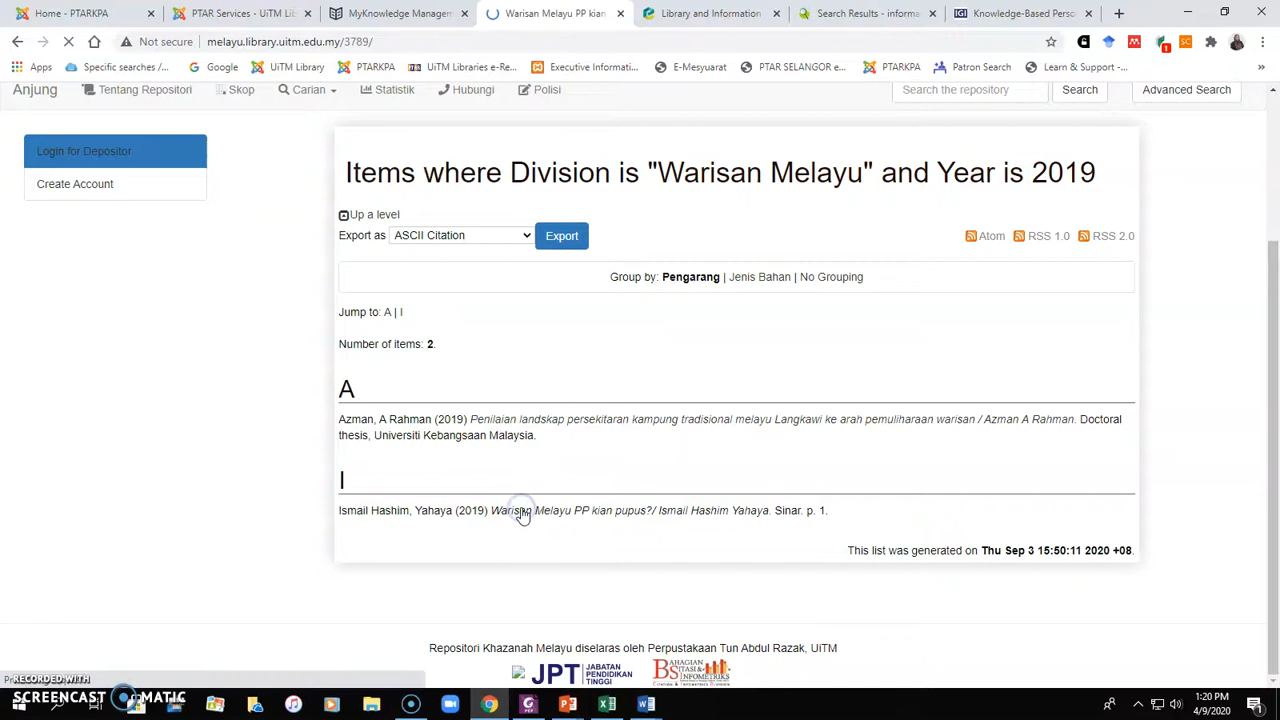 Home - PTARKPA
PTAR Services - UiTM Lib
MyKnowledge Managem
Warisan Melayu PP kian
Library and Information
Search Results - informa
Knowledge-Based Perso
Not secure
melayu.library.uitm.edu.my/3789/
Apps
Specific searches /...
Google
UiTM Library
PTARKPA
UiTM Libraries e-Re...
Executive Informati...
E-Mesyuarat
PTAR SELANGOR e...
PTARKPA
Patron Search
Learn & Support -...
Anjung
Tentang Repositori
Skop
Carian
Statistik
Hubungi
Polisi
Search the repository
Search
Advanced Search
Login for Depositor
Create Account
Items where Division is "Warisan Melayu" and Year is 2019
Up a level
Export as ASCII Citation Export
Atom RSS 1.0 RSS 2.0
Group by: Pengarang | Jenis Bahan | No Grouping
Jump to: A | I
Number of items: 2.
A
Azman, A Rahman (2019) Penilaian landskap persekitaran kampung tradisional melayu Langkawi ke arah pemuliharaan warisan / Azman A Rahman. Doctoral
thesis, Universiti Kebangsaan Malaysia.
I
Ismail Hashim, Yahaya (2019) Warisan Melayu PP kian pupus?/ Ismail Hashim Yahaya. Sinar. p. 1.
This list was generated on Thu Sep 3 15:50:11 2020 +08.
Repositori Khazanah Melayu diselaras oleh Perpustakaan Tun Abdul Razak, UiTM
JPT JABATAN
PENDIDIKAN
TINGGI
RECORDED WITH
SCREENCAST MATIC
1:20 PM
4/9/2020